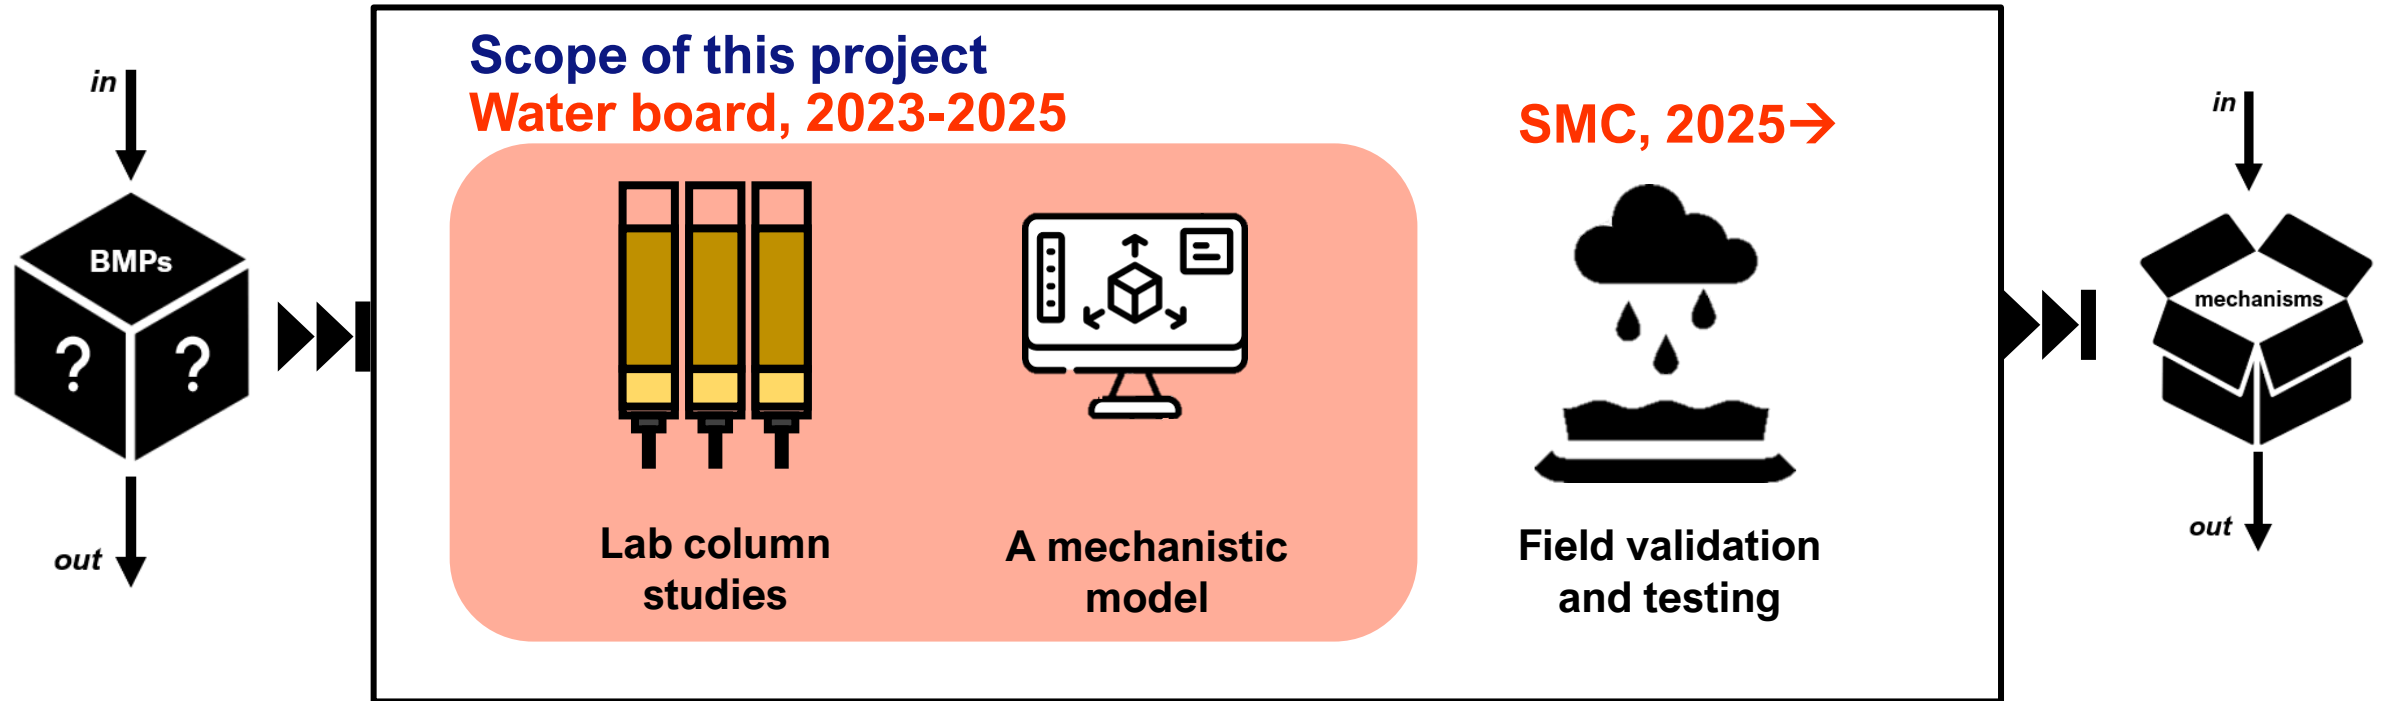 in
BMPs
?
?
out
Scope of this project
Water board, 2023-2025
Lab column
studies
A mechanistic
model
SMC, 2025→
Field validation
and testing
in
mechanisms
out